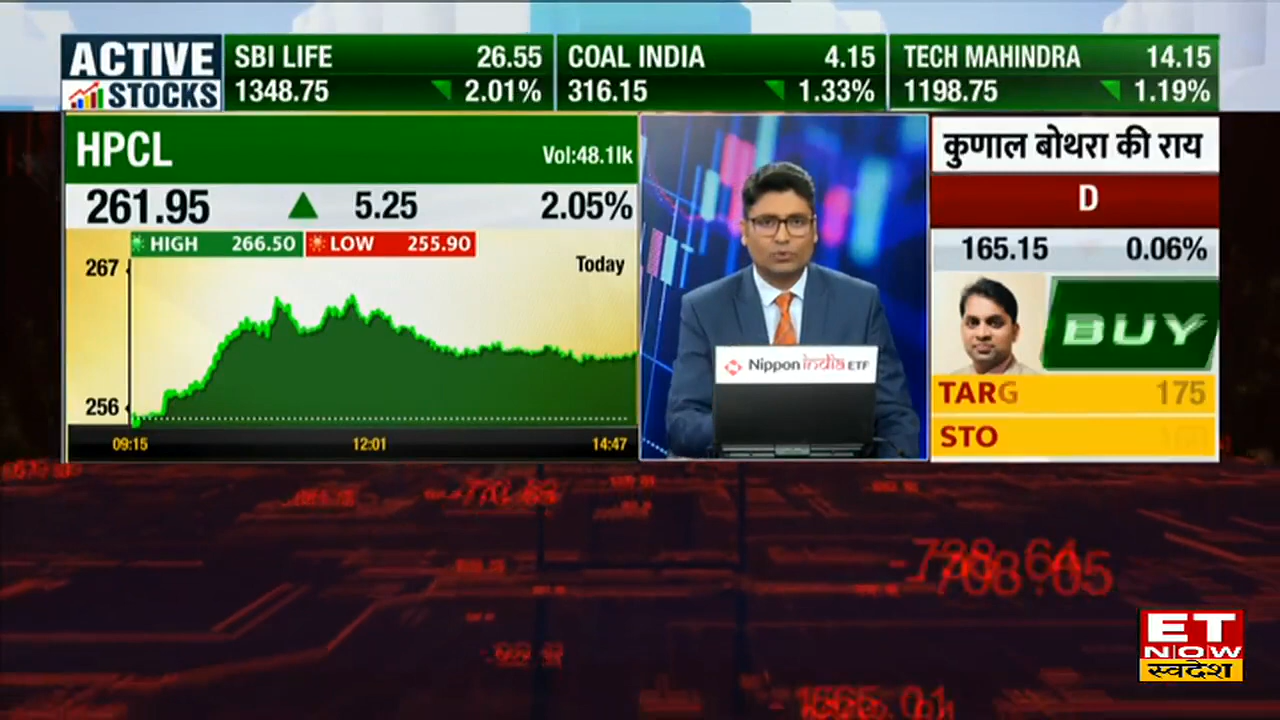 ACTIVE STOCKS
SBI LIFE 26.55
1348.75 2.01%
COAL INDIA 4.15
316.15 1.33%
TECH MAHINDRA 14.15
1198.75 1.19%
HPCL Vol:48.1lk
261.95 5.25 2.05%
HIGH 266.50 LOW 255.90
Today
267
256
09:15 12:01 14:47
Nippon india ETF
कुणाल बोथरा की राय
D
165.15 0.06%
BUY
TARG 175
STO
ET
NOW
स्वदेश